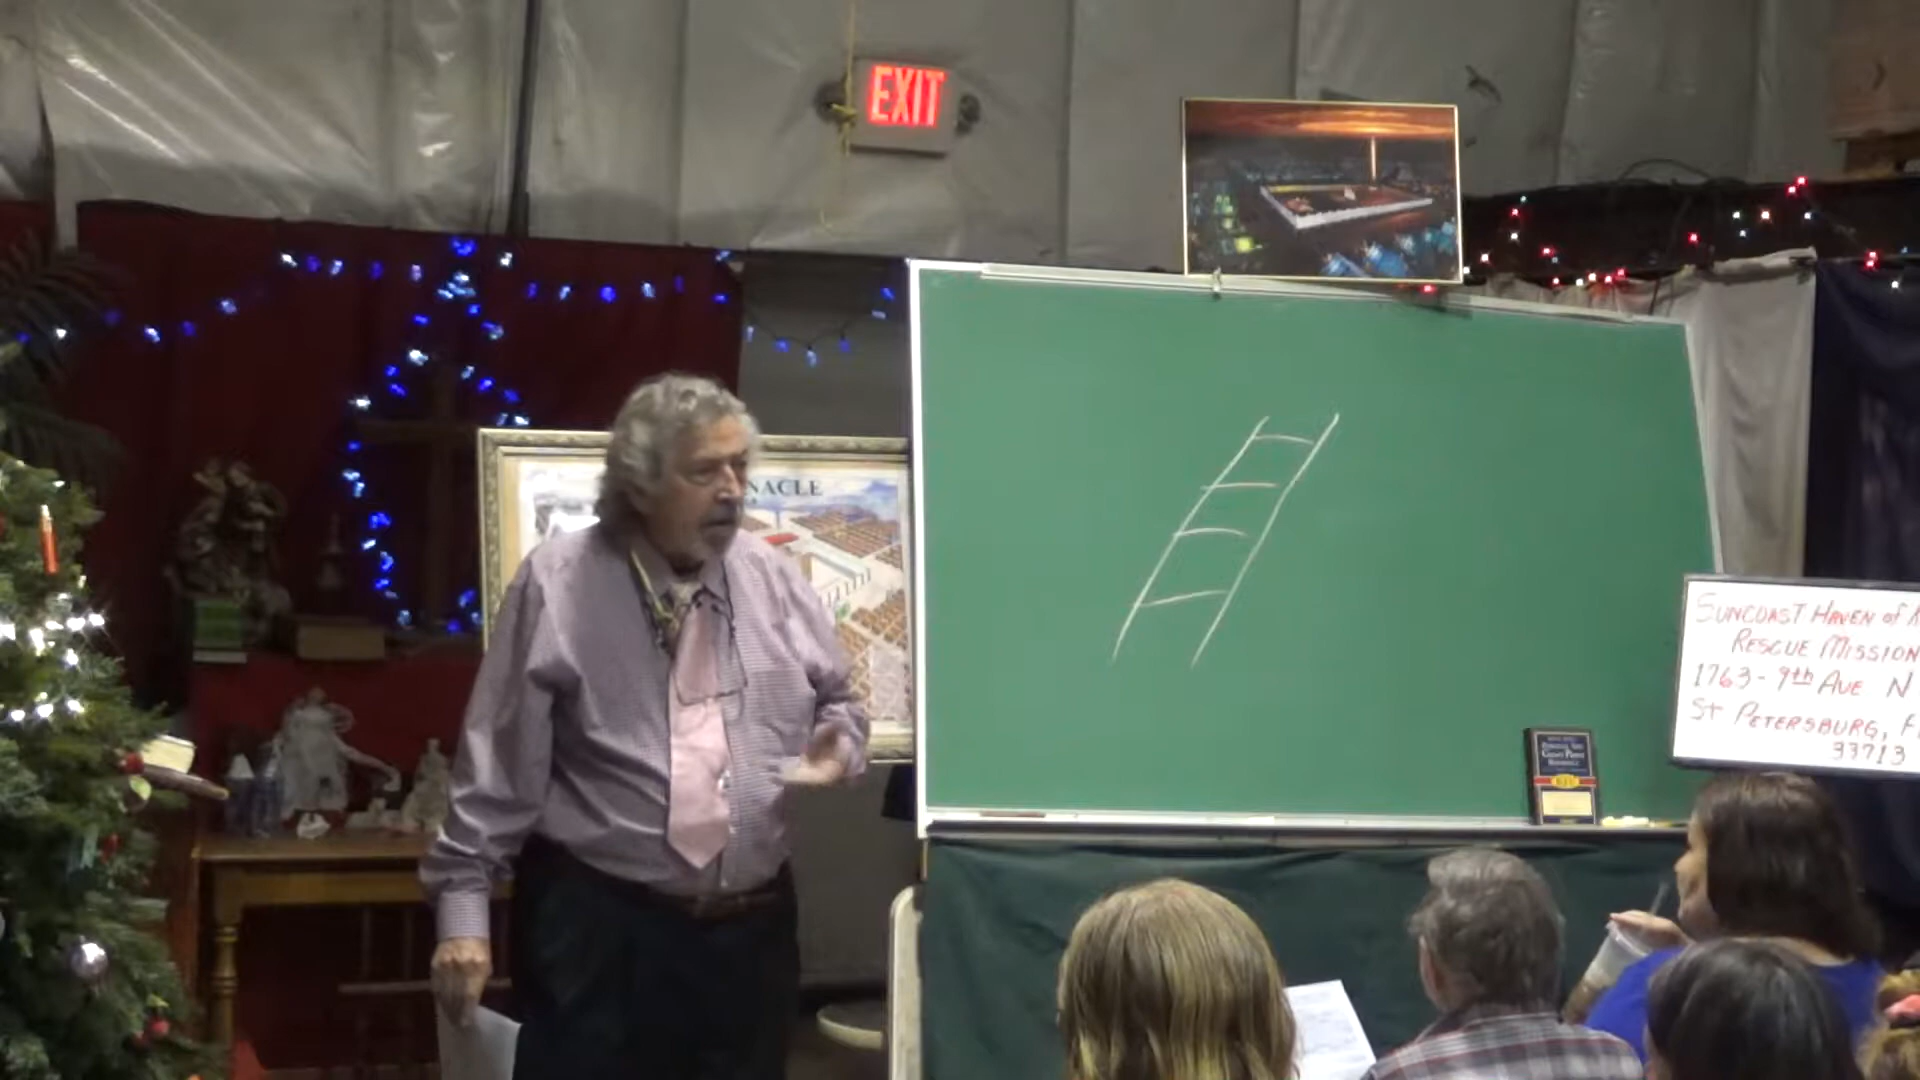 EXIT
NACLE
SUNCOAST HAVEN of
RESCUE MISSION
1763 - 9th AVE N
St PETERSBURG,
33713